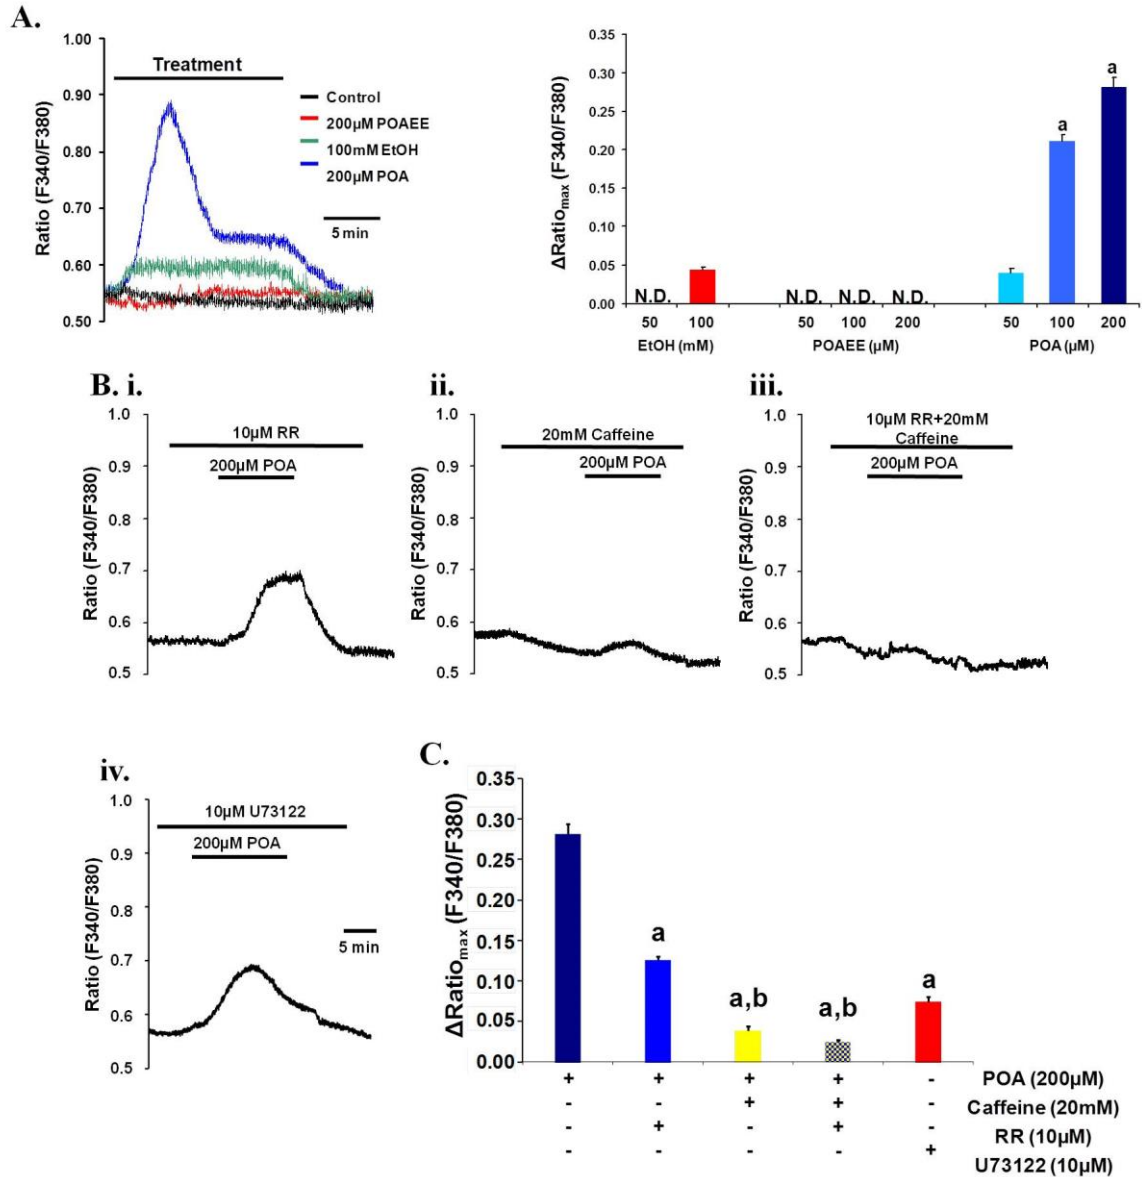 A.
1.00
0.90
0.80
0.70
0.60
0.50
Ratio (F340/F380)
Treatment
Control
200µM POAEE
100mM EtOH
200µM POA
5 min
0.35
0.30
0.25
0.20
0.15
0.10
0.05
0.00
ΔRatiomax (F340/F380)
N.D.
N.D. N.D. N.D.
a
a
50 100 50 100 200 50 100 200
EtOH (mM) POAEE (µM) POA (µM)
B. i.
1.0
0.9
0.8
0.7
0.6
0.5
Ratio (F340/F380)
10µM RR
200µM POA
ii.
1.0
0.9
0.8
0.7
0.6
0.5
Ratio (F340/F380)
20mM Caffeine
200µM POA
iii.
1.0
0.9
0.8
0.7
0.6
0.5
Ratio (F340/F380)
10µM RR+20mM
Caffeine
200µM POA
iv.
1.0
0.9
0.8
0.7
0.6
0.5
Ratio (F340/F380)
10µM U73122
200µM POA
5 min
C.
0.35
0.30
0.25
0.20
0.15
0.10
0.05
0.00
ΔRatiomax (F340/F380)
a
a,b
a,b
a
+ + + + - POA (200µM)
- - + + - Caffeine (20mM)
- + - + - RR (10µM)
- - - - + U73122 (10µM)